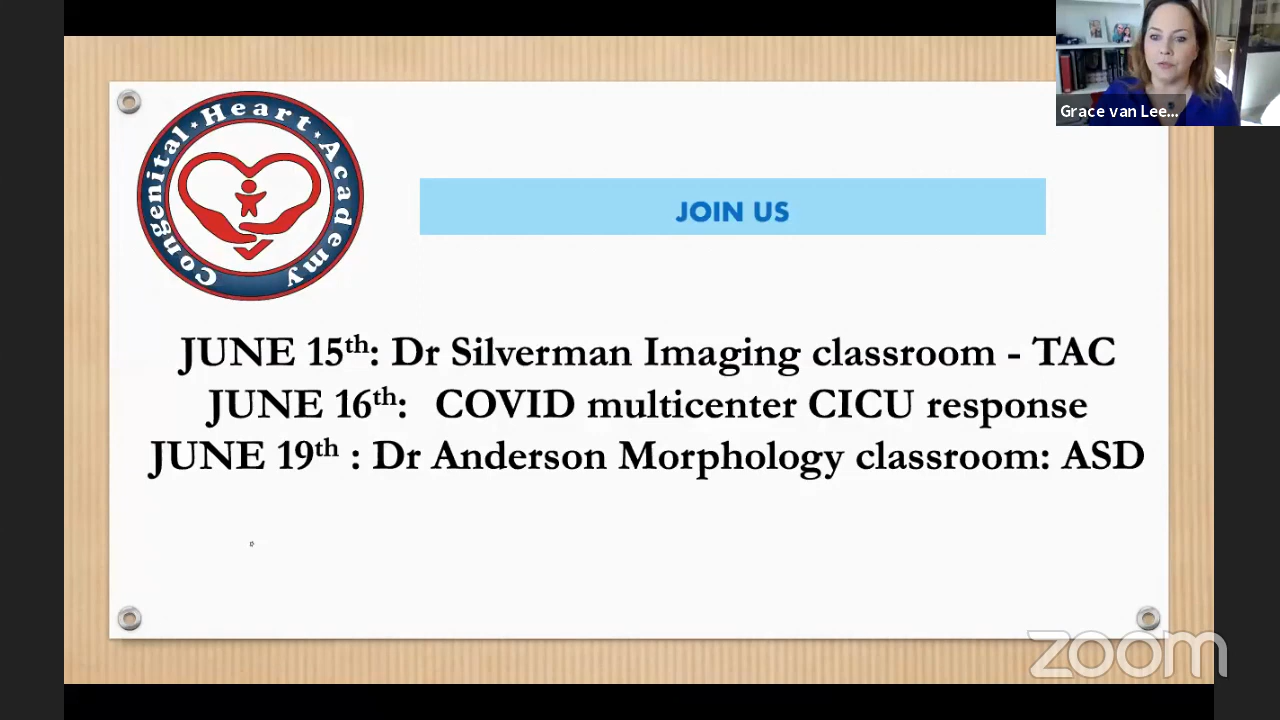 Congenital · Heart · Academy
Grace van Lee...
JOIN US
JUNE 15th: Dr Silverman Imaging classroom - TAC
JUNE 16th: COVID multicenter CICU response
JUNE 19th : Dr Anderson Morphology classroom: ASD
zoom